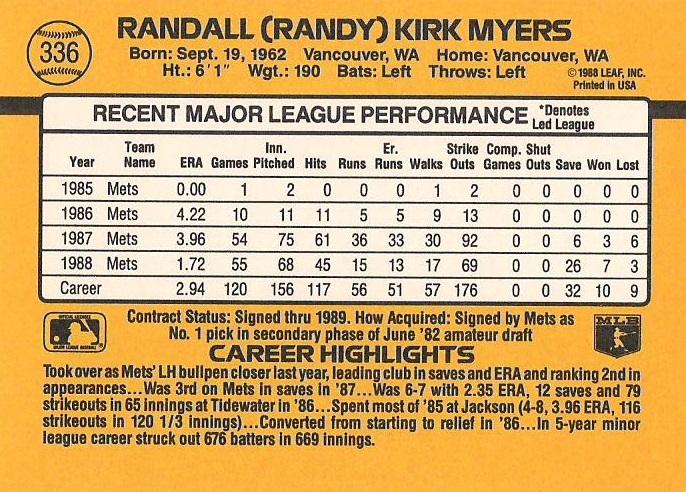 336
RANDALL (RANDY) KIRK MYERS
Born: Sept. 19, 1962 Vancouver, WA Home: Vancouver, WA
Ht.: 6'1" Wgt.: 190 Bats: Left Throws: Left
©1988 LEAF, INC.
Printed in USA
RECENT MAJOR LEAGUE PERFORMANCE *Denotes Led League
Year Team Name ERA Games Inn. Pitched Hits Runs Er. Runs Walks Strike Outs Comp. Games Shut Outs Save Won Lost
1985 Mets 0.00 1 2 0 0 0 1 2 0 0 0 0 0
1986 Mets 4.22 10 11 11 5 5 9 13 0 0 0 0 0
1987 Mets 3.96 54 75 61 36 33 30 92 0 0 6 3 6
1988 Mets 1.72 55 68 45 15 13 17 69 0 0 26 7 3
Career 2.94 120 156 117 56 51 57 176 0 0 32 10 9
Contract Status: Signed thru 1989. How Acquired: Signed by Mets as
No. 1 pick in secondary phase of June '82 amateur draft
MLB
CAREER HIGHLIGHTS
Took over as Mets' LH bullpen closer last year, leading club in saves and ERA and ranking 2nd in
appearances...Was 3rd on Mets in saves in '87...Was 6-7 with 2.35 ERA, 12 saves and 79
strikeouts in 65 innings at Tidewater in '86...Spent most of '85 at Jackson (4-8, 3.96 ERA, 116
strikeouts in 120 1/3 innings)...Converted from starting to relief in '86...In 5-year minor
league career struck out 676 batters in 669 innings.